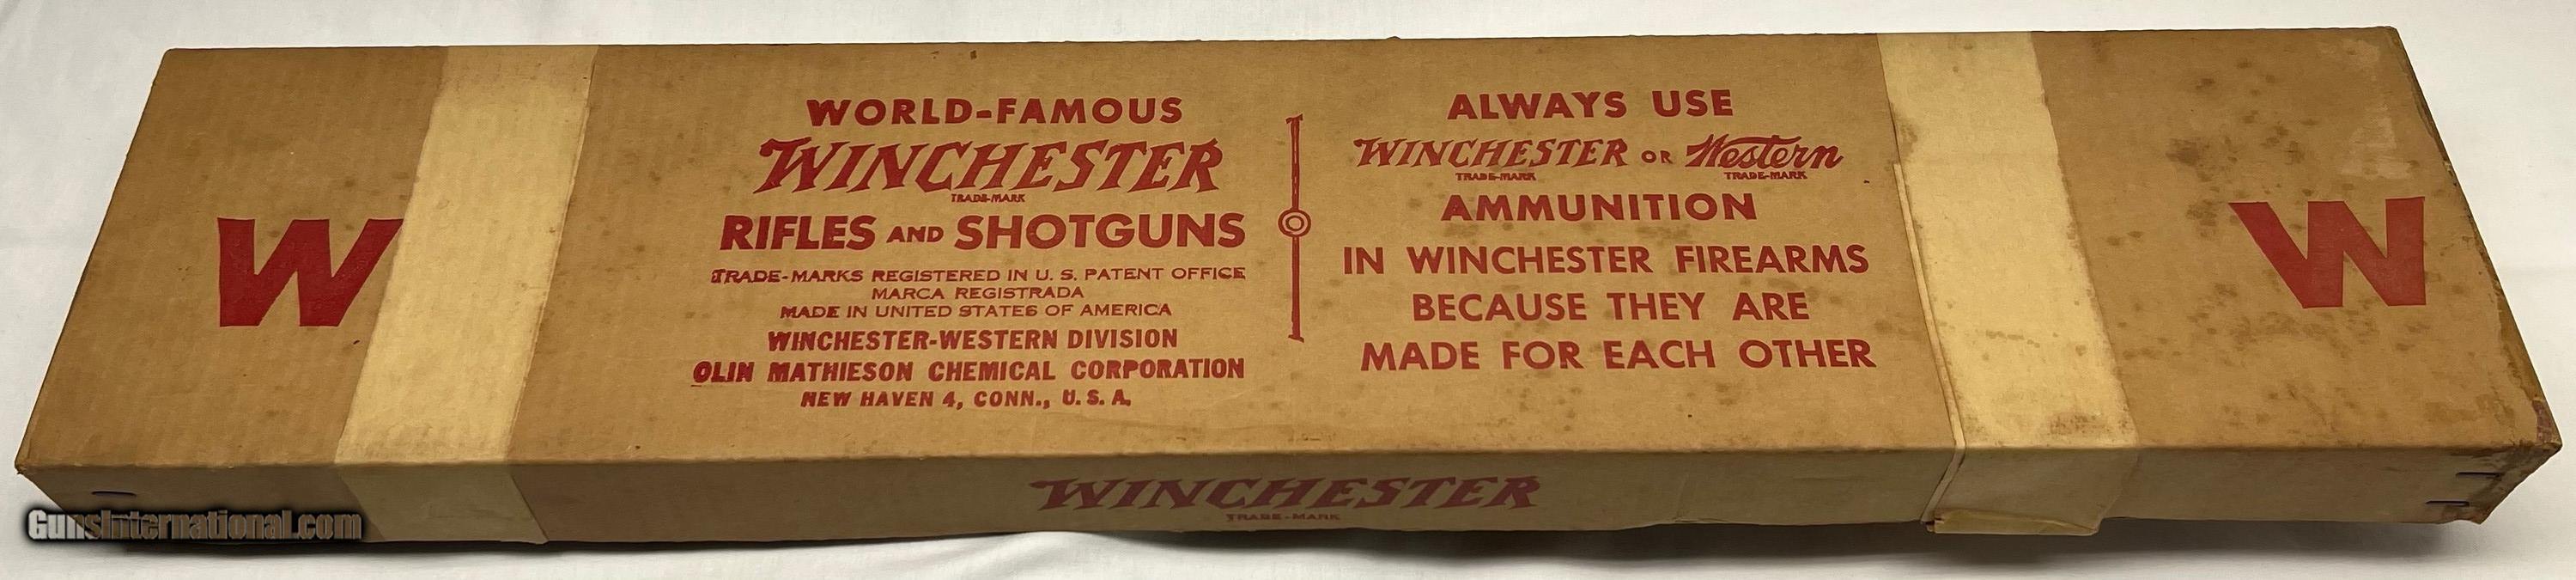 WORLD-FAMOUS
WINCHESTER
TRADE-MARK
RIFLES AND SHOTGUNS
TRADE-MARKS REGISTERED IN U. S. PATENT OFFICE
MARCA REGISTRADA
MADE IN UNITED STATES OF AMERICA
WINCHESTER-WESTERN DIVISION
OLIN MATHIESON CHEMICAL CORPORATION
NEW HAVEN 4, CONN., U. S. A.
ALWAYS USE
WINCHESTER OR Western
TRADE-MARK TRADE-MARK
AMMUNITION
IN WINCHESTER FIREARMS
BECAUSE THEY ARE
MADE FOR EACH OTHER
W
W
WINCHESTER
TRADE-MARK
GunsInternational.com